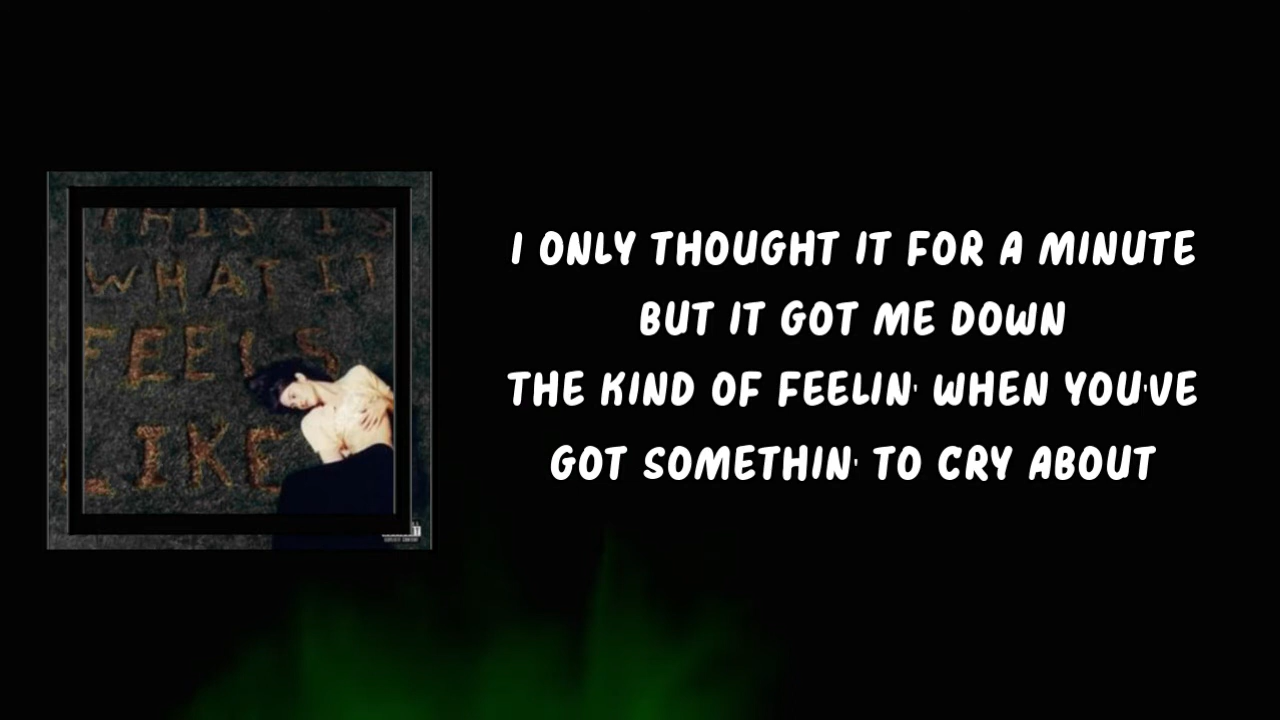 THIS IS
WHAT IT
FEELS
LIKE
I ONLY THOUGHT IT FOR A MINUTE
BUT IT GOT ME DOWN
THE KIND OF FEELIN' WHEN YOU'VE
GOT SOMETHIN' TO CRY ABOUT